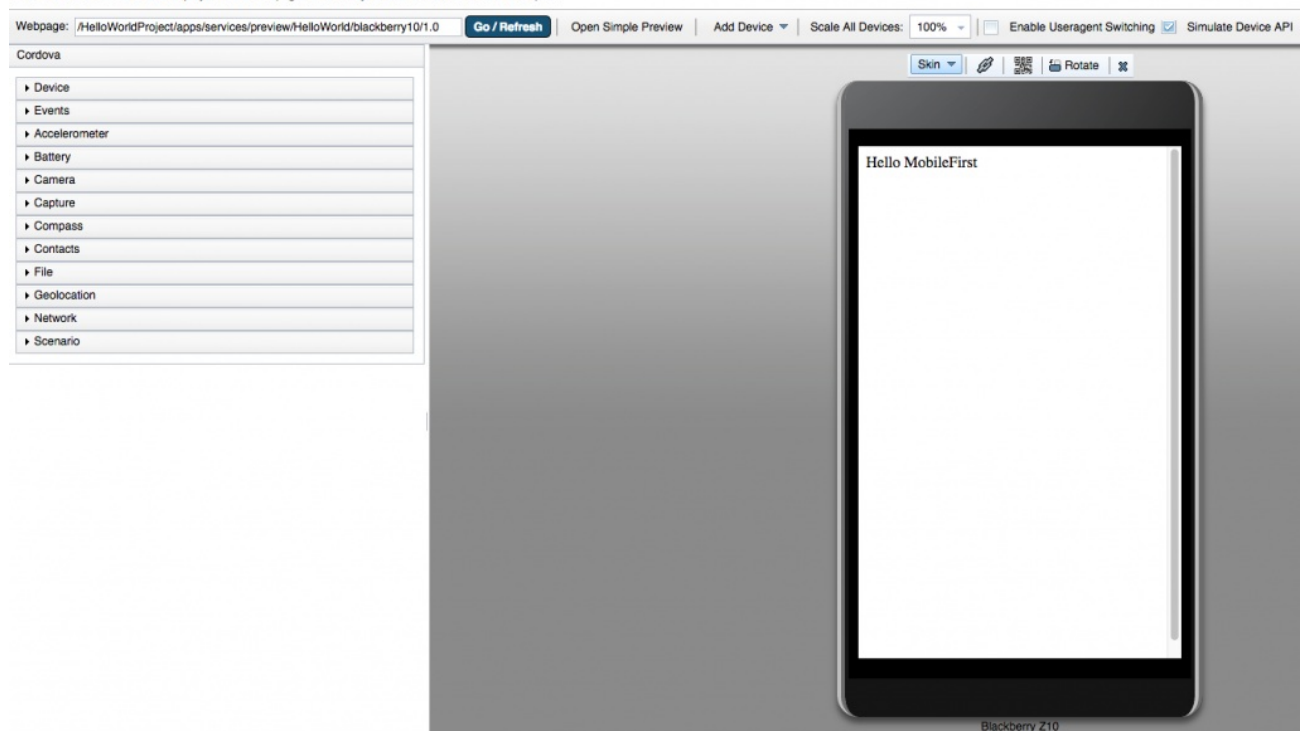 Webpage: /HelloWorldProject/apps/services/preview/HelloWorld/blackberry10/1.0 Go / Refresh Open Simple Preview Add Device Scale All Devices: 100% Enable Useragent Switching Simulate Device API
Cordova
Skin Rotate
Device
Events
Accelerometer
Battery
Camera
Capture
Compass
Contacts
File
Geolocation
Network
Scenario
Hello MobileFirst
Blackberry Z10